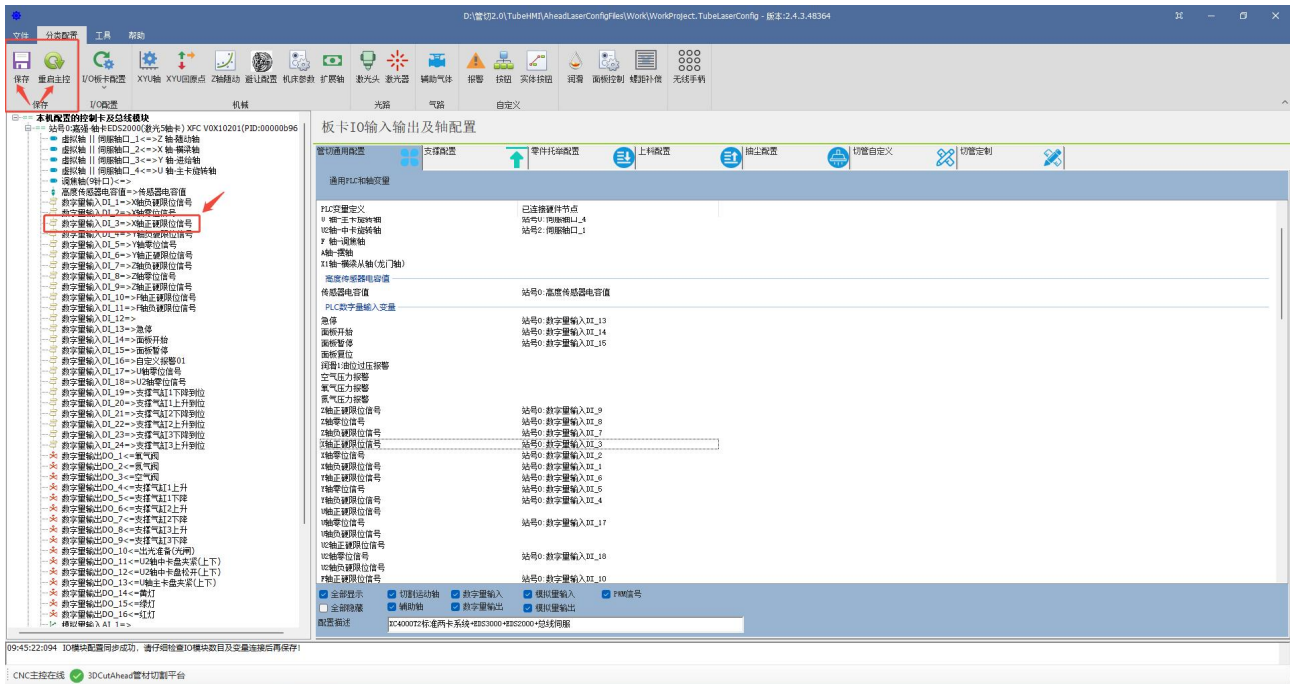 D:\管切2.0\TubeHMI\AheadLaserConfigFiles\Work\WorkProject.TubeLaserConfig - 版本:2.4.3.48364
文件 分类配置 工具 帮助
保存 重启主控 I/O板卡配置 XYU轴 XYU回原点 Z轴随动 避让配置 机床参数 扩展轴 激光头 激光器 辅助气体 报警 按钮 实体按钮 润滑 面板控制 螺距补偿 无线手柄
保存 I/O配置 机械 光路 气路 自定义
本机配置的控制卡及总线模块
站号0:嘉强-轴卡EDS2000(激光5轴卡) XFC V0X10201(PID:00000b96
虚拟轴 || 伺服轴口_1<=>Z 轴-随动轴
虚拟轴 || 伺服轴口_2<=>X 轴-横梁轴
虚拟轴 || 伺服轴口_3<=>Y 轴-进给轴
虚拟轴 || 伺服轴口_4<=>U 轴-主卡旋转轴
调焦轴(9针口)<=>
高度传感器电容值=>传感器电容值
数字量输入DI_1=>X轴负硬限位信号
数字量输入DI_2=>X轴零位信号
数字量输入DI_3=>X轴正硬限位信号
数字量输入DI_4=>Y轴负硬限位信号
数字量输入DI_5=>Y轴零位信号
数字量输入DI_6=>Y轴正硬限位信号
数字量输入DI_7=>Z轴负硬限位信号
数字量输入DI_8=>Z轴零位信号
数字量输入DI_9=>Z轴正硬限位信号
数字量输入DI_10=>F轴正硬限位信号
数字量输入DI_11=>F轴负硬限位信号
数字量输入DI_12=>
数字量输入DI_13=>急停
数字量输入DI_14=>面板开始
数字量输入DI_15=>面板暂停
数字量输入DI_16=>自定义报警01
数字量输入DI_17=>U轴零位信号
数字量输入DI_18=>U2轴零位信号
数字量输入DI_19=>支撑气缸1下降到位
数字量输入DI_20=>支撑气缸1上升到位
数字量输入DI_21=>支撑气缸2下降到位
数字量输入DI_22=>支撑气缸2上升到位
数字量输入DI_23=>支撑气缸3下降到位
数字量输入DI_24=>支撑气缸3上升到位
数字量输出DO_1<=氧气阀
数字量输出DO_2<=氮气阀
数字量输出DO_3<=空气阀
数字量输出DO_4<=支撑气缸1上升
数字量输出DO_5<=支撑气缸1下降
数字量输出DO_6<=支撑气缸2上升
数字量输出DO_7<=支撑气缸2下降
数字量输出DO_8<=支撑气缸3上升
数字量输出DO_9<=支撑气缸3下降
数字量输出DO_10<=出光准备(光闸)
数字量输出DO_11<=U2轴中卡盘夹紧(上下)
数字量输出DO_12<=U2轴中卡盘松开(上下)
数字量输出DO_13<=U轴主卡盘夹紧(上下)
数字量输出DO_14<=黄灯
数字量输出DO_15<=绿灯
数字量输出DO_16<=红灯
模拟量输入AI_1=>
板卡IO输入输出及轴配置
管切通用配置 支撑配置 零件托举配置 上料配置 抽尘配置 切管自定义 切管定制
通用PLC和轴变量
PLC变量定义 已连接硬件节点
U 轴-主卡旋转轴 站号0:伺服轴口_4
U2轴-中卡旋转轴 站号2:伺服轴口_1
F 轴-调焦轴
A轴-摆轴
X1轴-横梁从轴(龙门轴)
高度传感器电容值
传感器电容值 站号0:高度传感器电容值
PLC数字量输入变量
急停 站号0:数字量输入DI_13
面板开始 站号0:数字量输入DI_14
面板暂停 站号0:数字量输入DI_15
面板复位
润滑1:油位过压报警
空气压力报警
氧气压力报警
氮气压力报警
Z轴正硬限位信号 站号0:数字量输入DI_9
Z轴零位信号 站号0:数字量输入DI_8
Z轴负硬限位信号 站号0:数字量输入DI_7
X轴正硬限位信号 站号0:数字量输入DI_3
X轴零位信号 站号0:数字量输入DI_2
X轴负硬限位信号 站号0:数字量输入DI_1
Y轴正硬限位信号 站号0:数字量输入DI_6
Y轴零位信号 站号0:数字量输入DI_5
Y轴负硬限位信号 站号0:数字量输入DI_4
U轴正硬限位信号
U轴零位信号 站号0:数字量输入DI_17
U轴负硬限位信号
U2轴正硬限位信号
U2轴零位信号 站号0:数字量输入DI_18
U2轴负硬限位信号
F轴正硬限位信号 站号0:数字量输入DI_10
全部显示 切割运动轴 数字量输入 模拟量输入 PWM信号
全部隐藏 辅助轴 数字量输出 模拟量输出
配置描述 XC4000T2标准两卡系统+EDS3000+EDS2000+总线伺服
09:45:22:094 IO模块配置同步成功, 请仔细检查IO模块数目及变量连接后再保存!
CNC主控在线 3DCutAhead管材切割平台